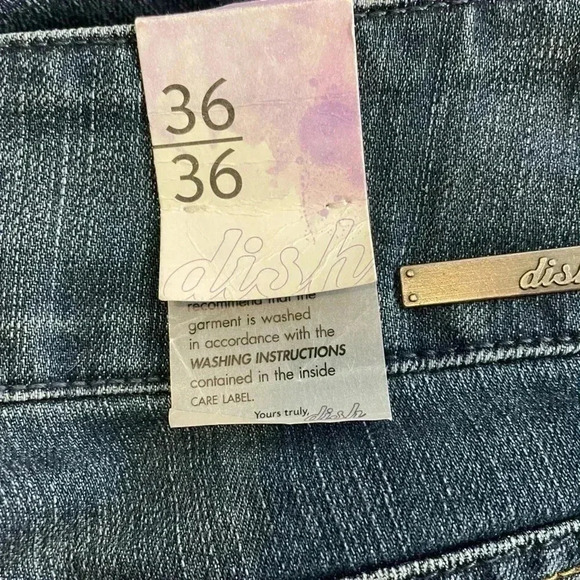 36
36
dish
recommend that the
garment is washed
in accordance with the
WASHING INSTRUCTIONS
contained in the inside
CARE LABEL.
Yours truly, dish
dis